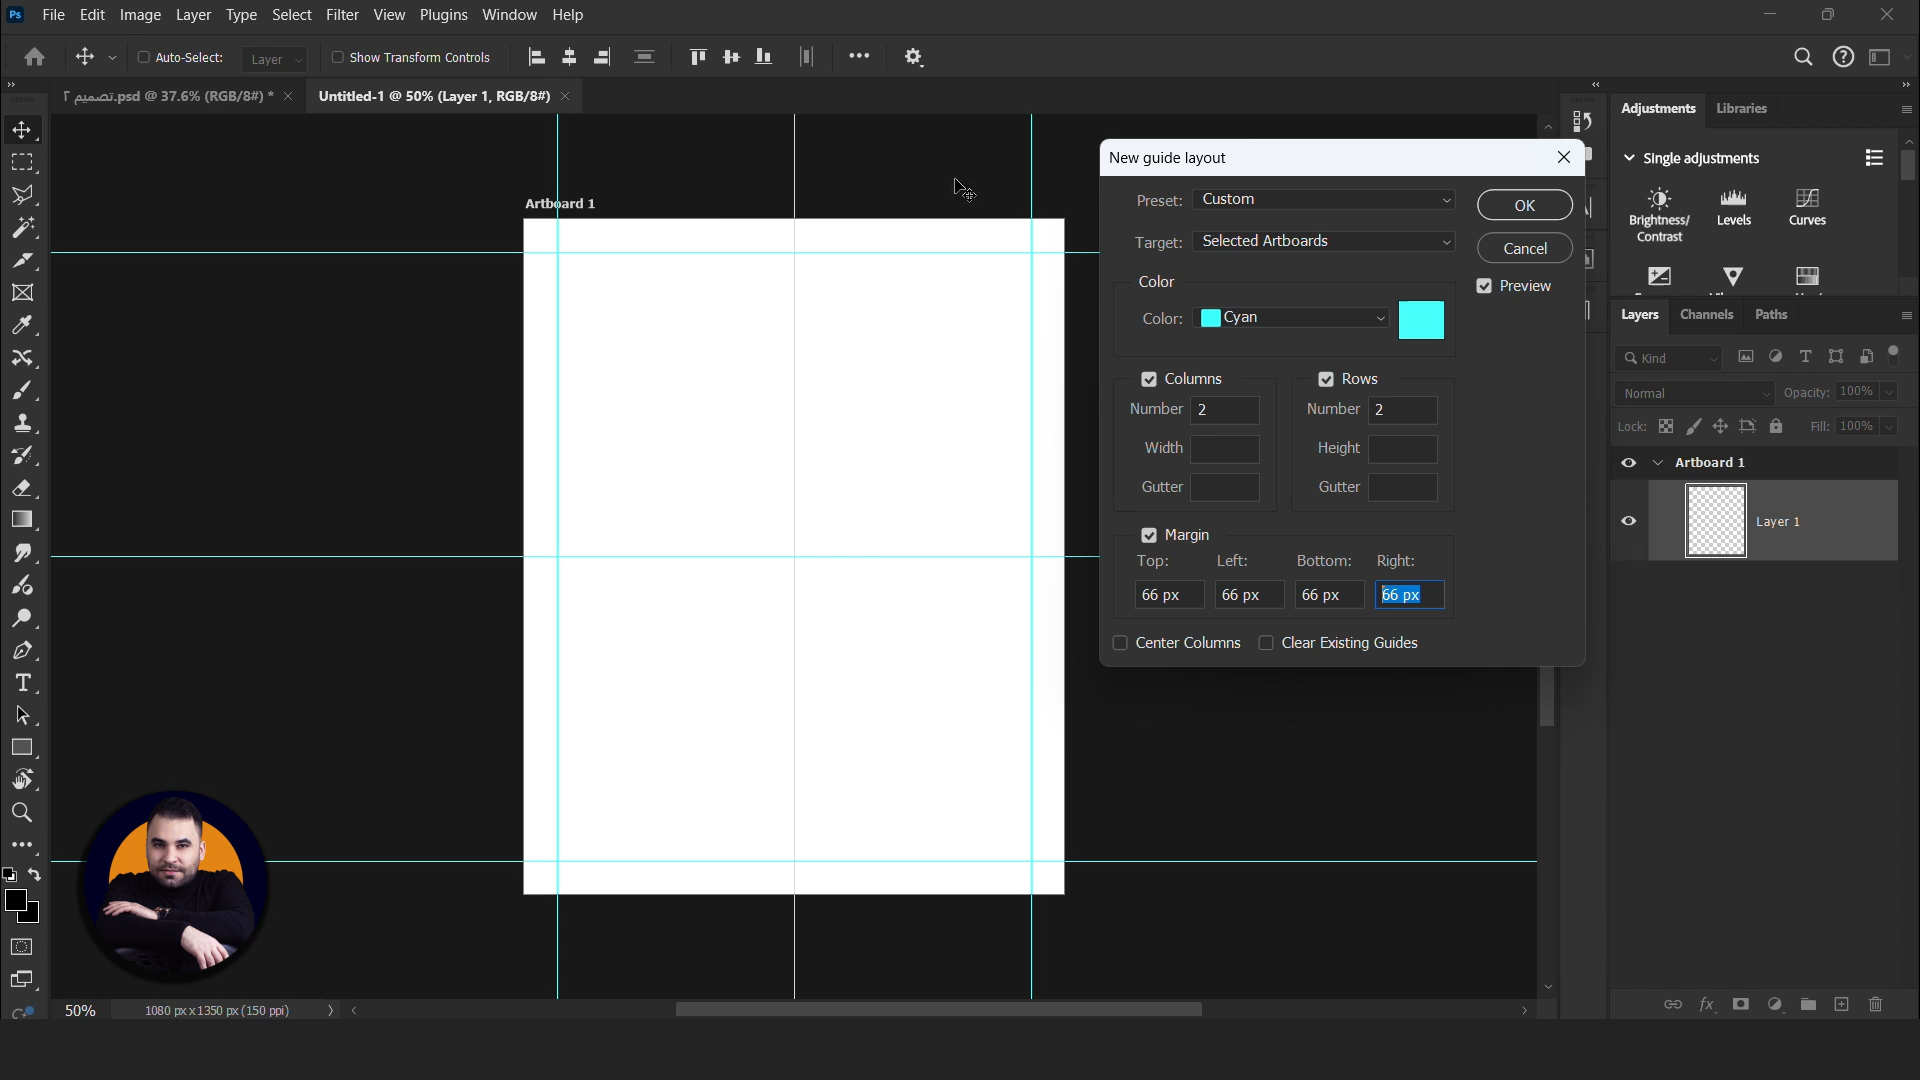 Ps File Edit Image Layer Type Select Filter View Plugins Window Help
Auto-Select: Layer Show Transform Controls
تصميم ٢.psd @ 37.6% (RGB/8#) * Untitled-1 @ 50% (Layer 1, RGB/8#)
Adjustments Libraries
Single adjustments
Brightness/
Contrast
Levels
Curves
Artboard 1
New guide layout
Preset: Custom
OK
Target: Selected Artboards
Cancel
Color
Preview
Color: Cyan
Columns Rows
Number 2 Number 2
Width Height
Gutter Gutter
Margin
Top: Left: Bottom: Right:
66 px 66 px 66 px 66 px
Center Columns Clear Existing Guides
Layers Channels Paths
Kind
Normal Opacity: 100%
Lock: Fill: 100%
Artboard 1
Layer 1
50% 1080 px x 1350 px (150 ppi)